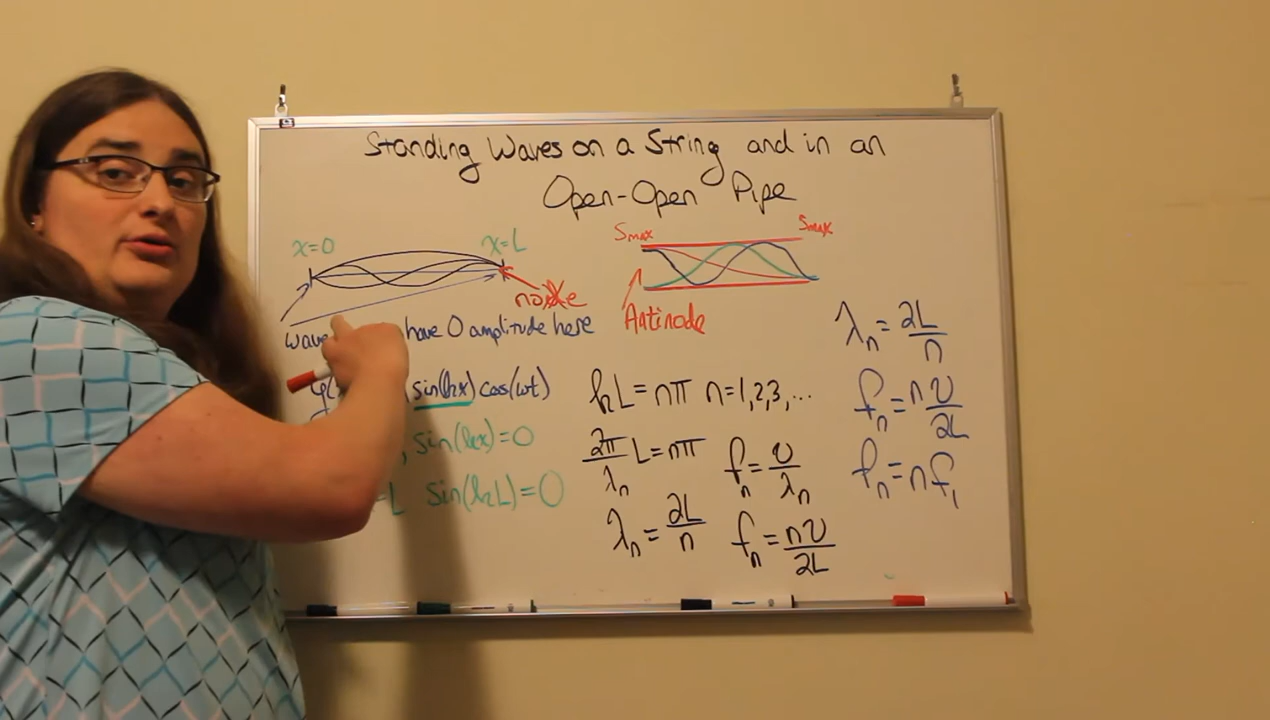 Standing Waves on a String and in an
Open-Open Pipe
x=0
x=L
node
have 0 amplitude here
sin(kx) cos(ωt)
sin(kx)=0
L sin(kL)=0
Smax
Smax
Antinode
kL=nπ n=1,2,3,...
2π/λn L=nπ
λn=2L/n
fn=v/λn
fn=nv/2L
λn=2L/n
fn=nv/2L
fn=nf1